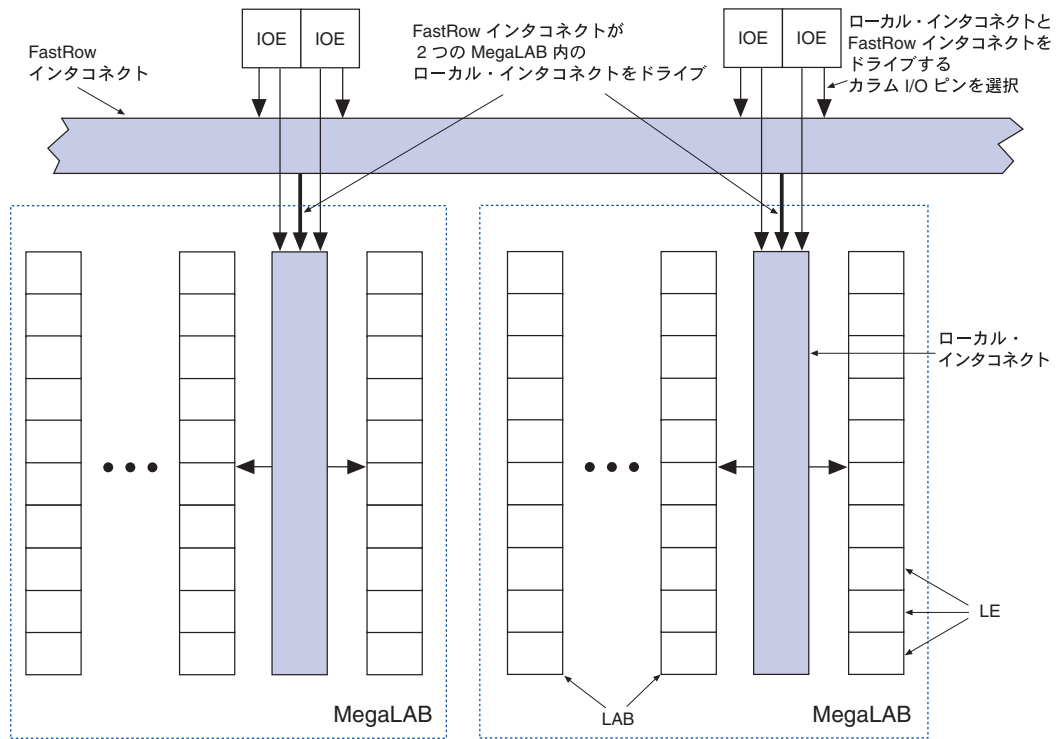 FastRow
インタコネクト
IOE
IOE
FastRow インタコネクトが
2 つの MegaLAB 内の
ローカル・インタコネクトをドライブ
IOE
IOE
ローカル・インタコネクトと
FastRow インタコネクトを
ドライブする
カラム I/O ピンを選択
ローカル・
インタコネクト
LE
MegaLAB
LAB
MegaLAB